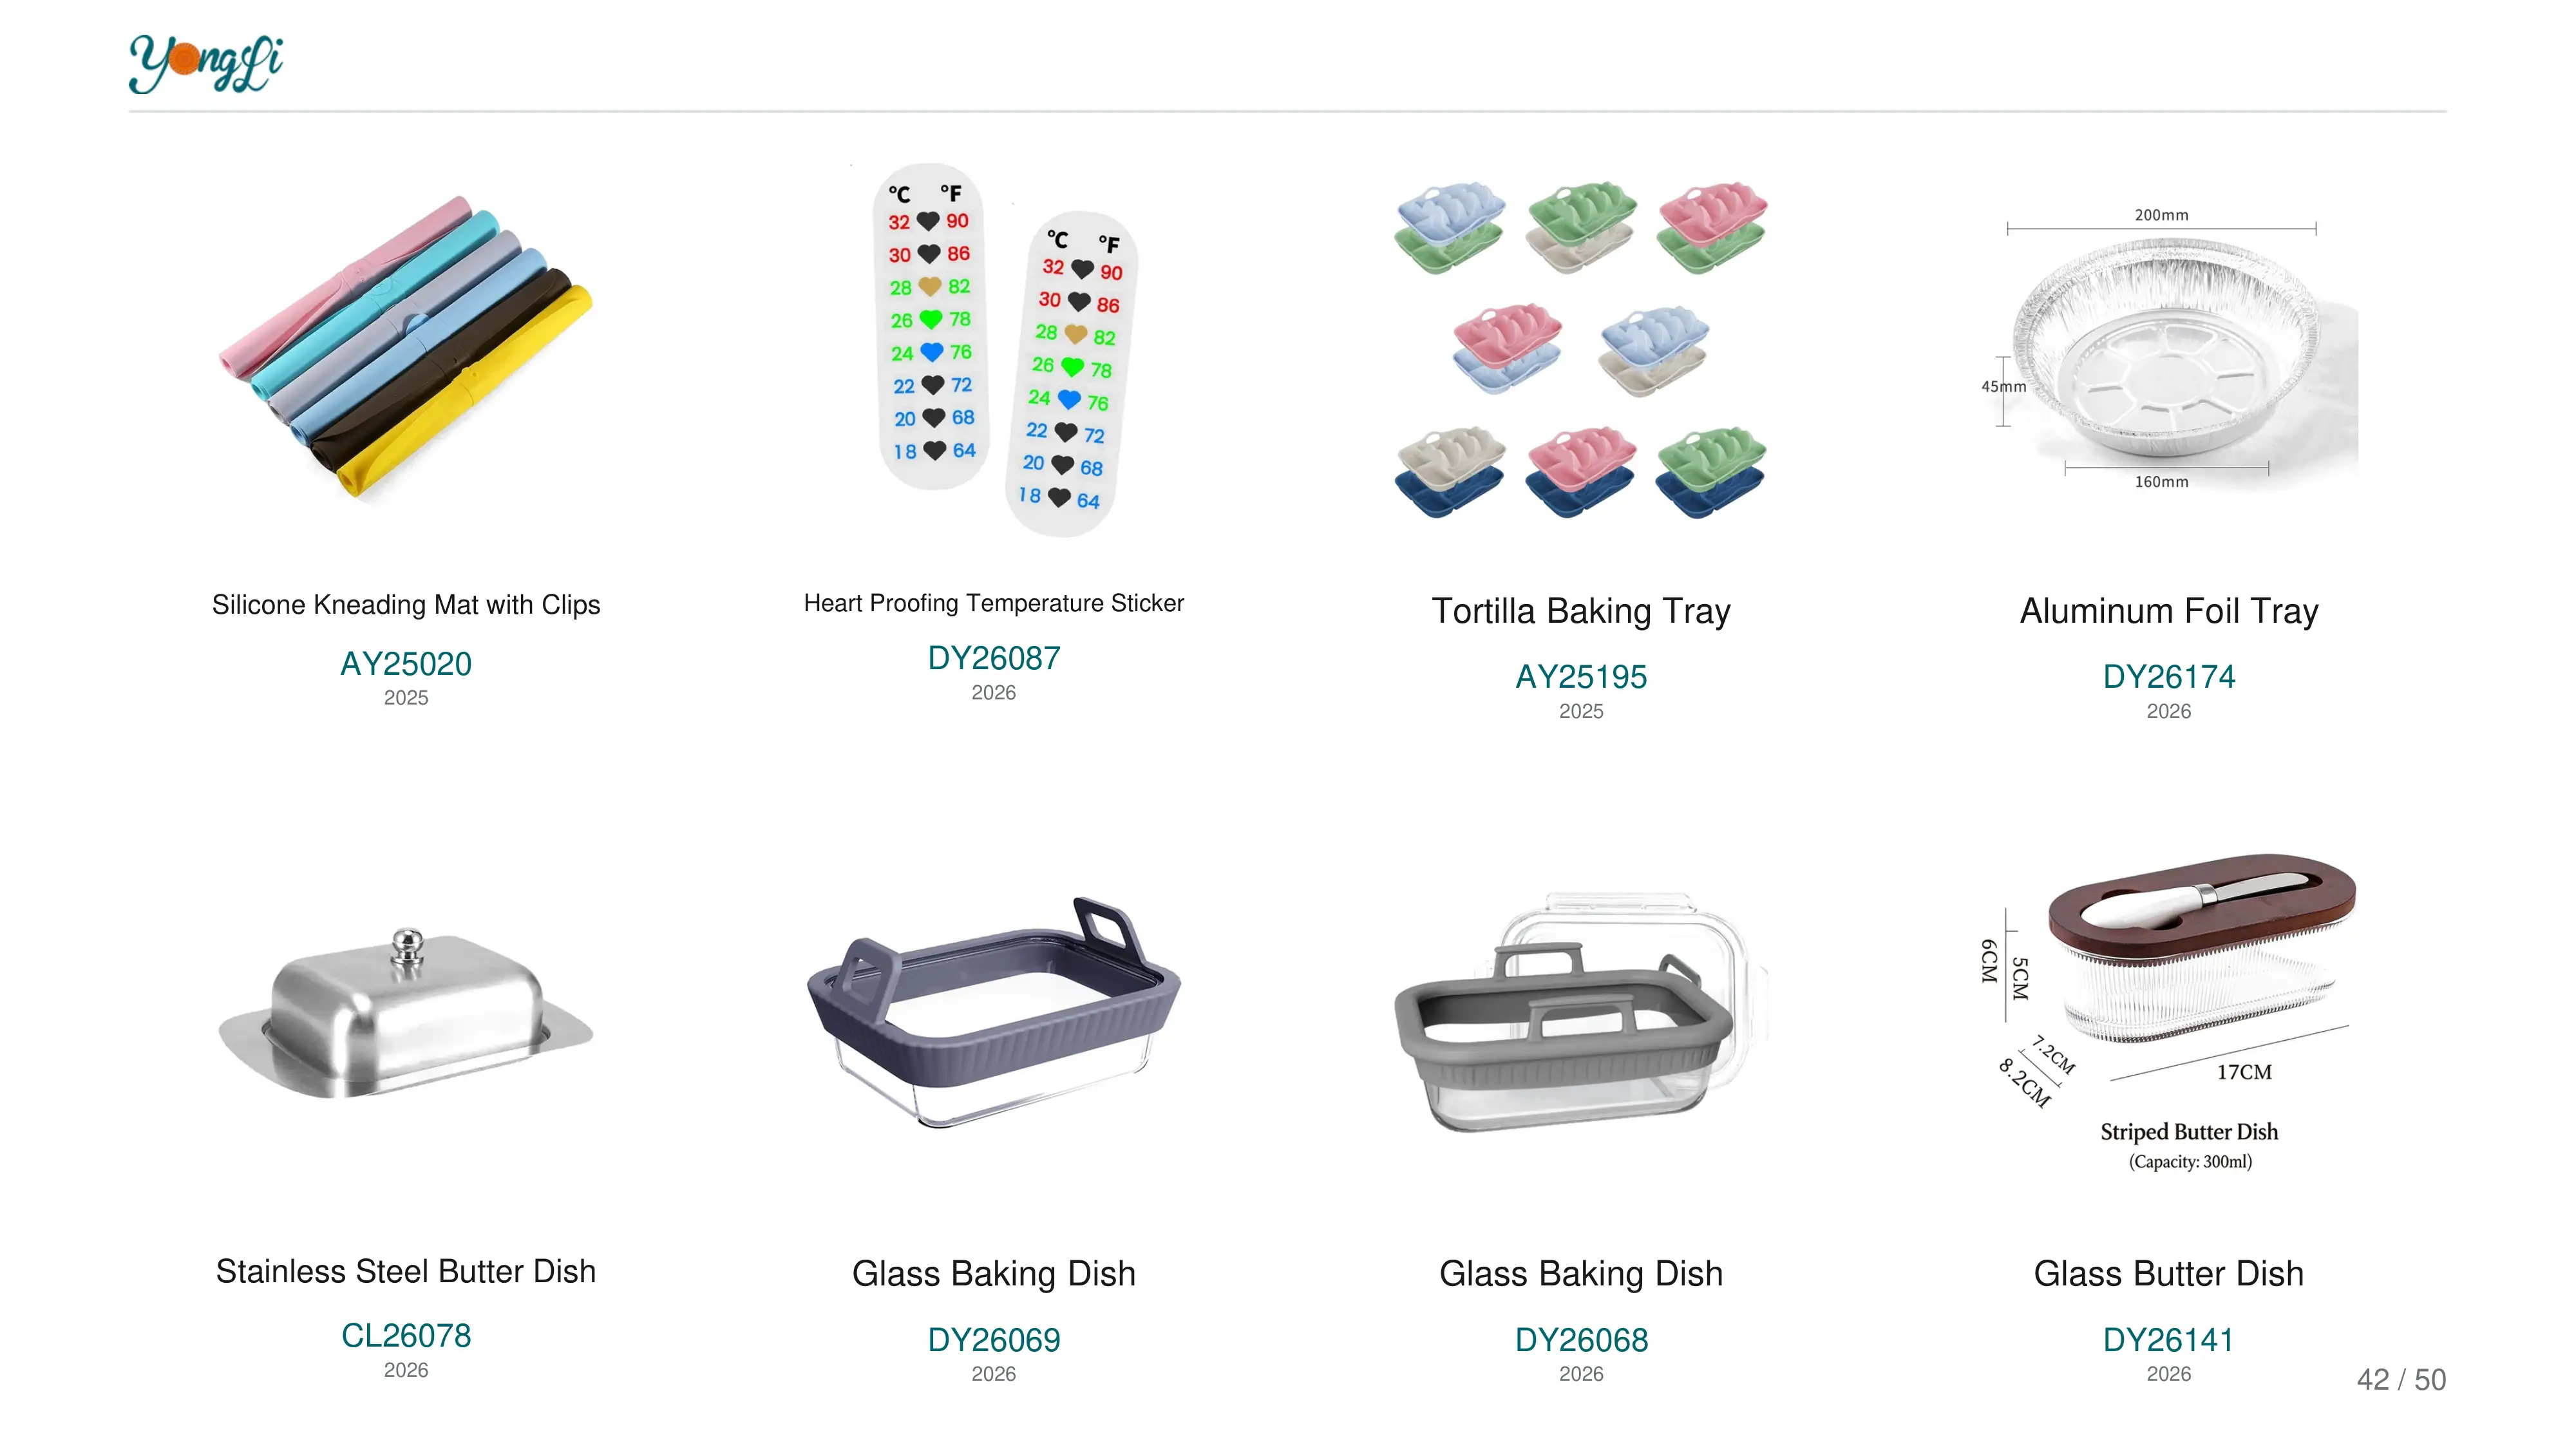 YongLi
°C °F
32 90
30 86
28 82
26 78
24 76
22 72
20 68
18 64
°C °F
32 90
30 86
28 82
26 78
24 76
22 72
20 68
18 64
200mm
45mm
160mm
Silicone Kneading Mat with Clips
AY25020
2025
Heart Proofing Temperature Sticker
DY26087
2026
Tortilla Baking Tray
AY25195
2025
Aluminum Foil Tray
DY26174
2026
6CM
5CM
7.2CM
8.2CM
17CM
Striped Butter Dish
(Capacity: 300ml)
Stainless Steel Butter Dish
CL26078
2026
Glass Baking Dish
DY26069
2026
Glass Baking Dish
DY26068
2026
Glass Butter Dish
DY26141
2026
42 / 50